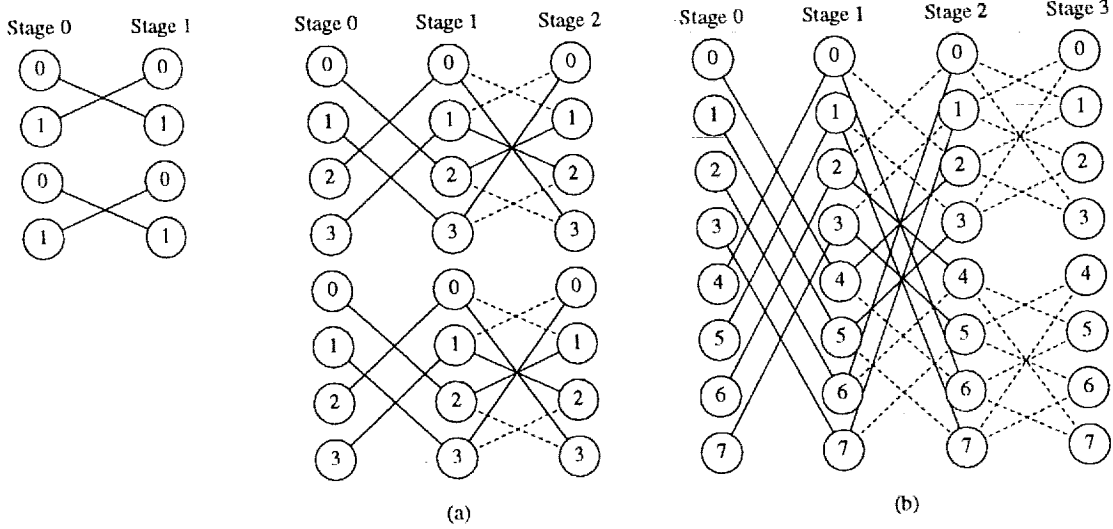 Stage 0 Stage 1
0 0
1 1
0 0
1 1
Stage 0 Stage 1 Stage 2
0 0 0
1 1 1
2 2 2
3 3 3
0 0 0
1 1 1
2 2 2
3 3 3
(a)
Stage 0 Stage 1 Stage 2 Stage 3
0 0 0 0
1 1 1 1
2 2 2 2
3 3 3 3
4 4 4 4
5 5 5 5
6 6 6 6
7 7 7 7
(b)